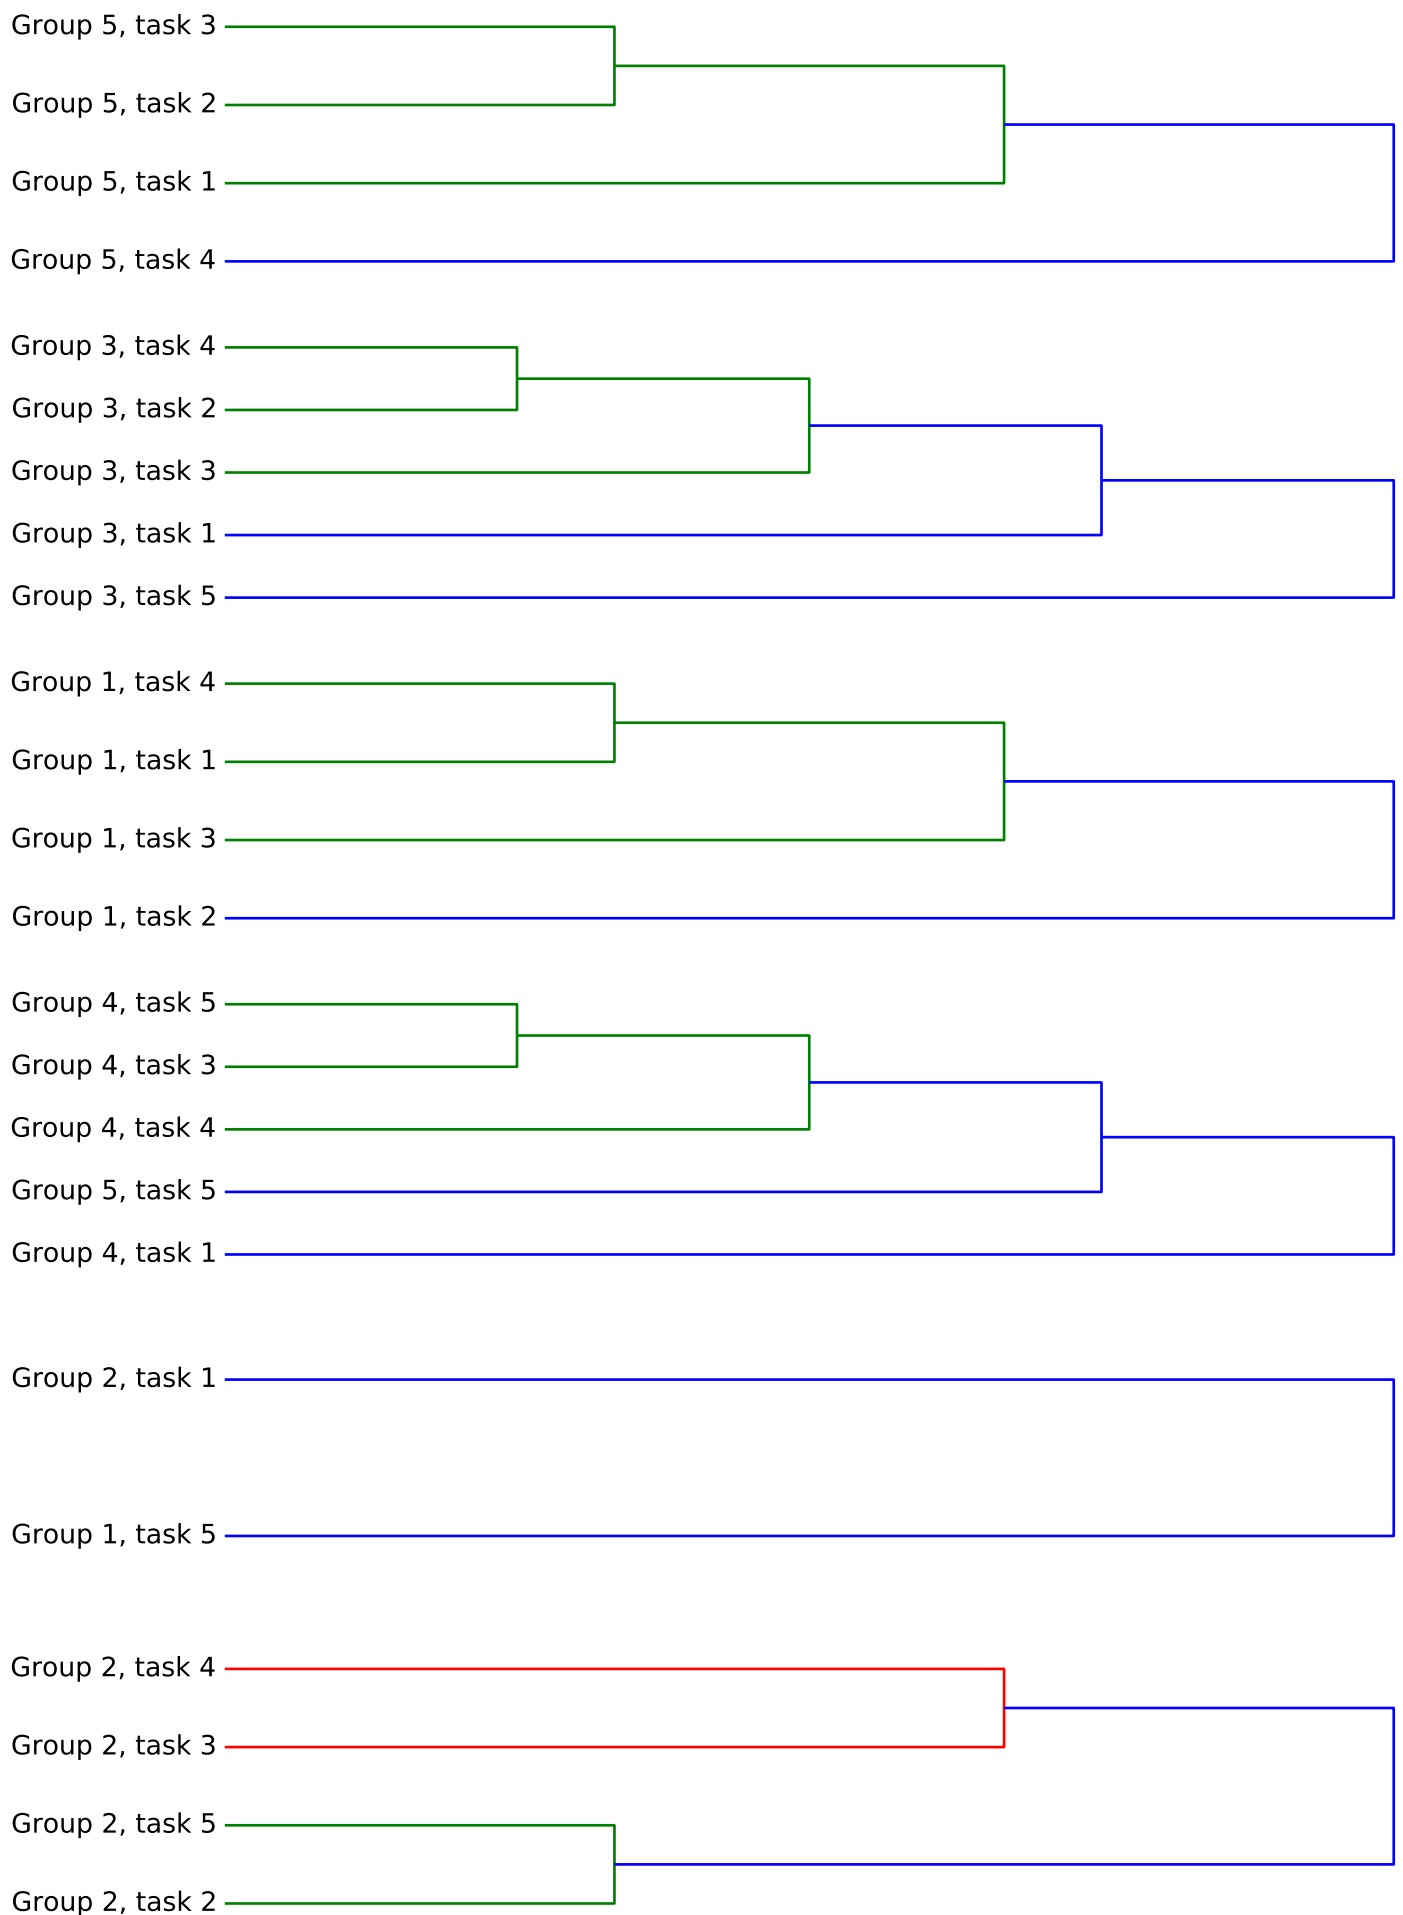 Group 5, task 3
Group 5, task 2
Group 5, task 1
Group 5, task 4
Group 3, task 4
Group 3, task 2
Group 3, task 3
Group 3, task 1
Group 3, task 5
Group 1, task 4
Group 1, task 1
Group 1, task 3
Group 1, task 2
Group 4, task 5
Group 4, task 3
Group 4, task 4
Group 5, task 5
Group 4, task 1
Group 2, task 1
Group 1, task 5
Group 2, task 4
Group 2, task 3
Group 2, task 5
Group 2, task 2